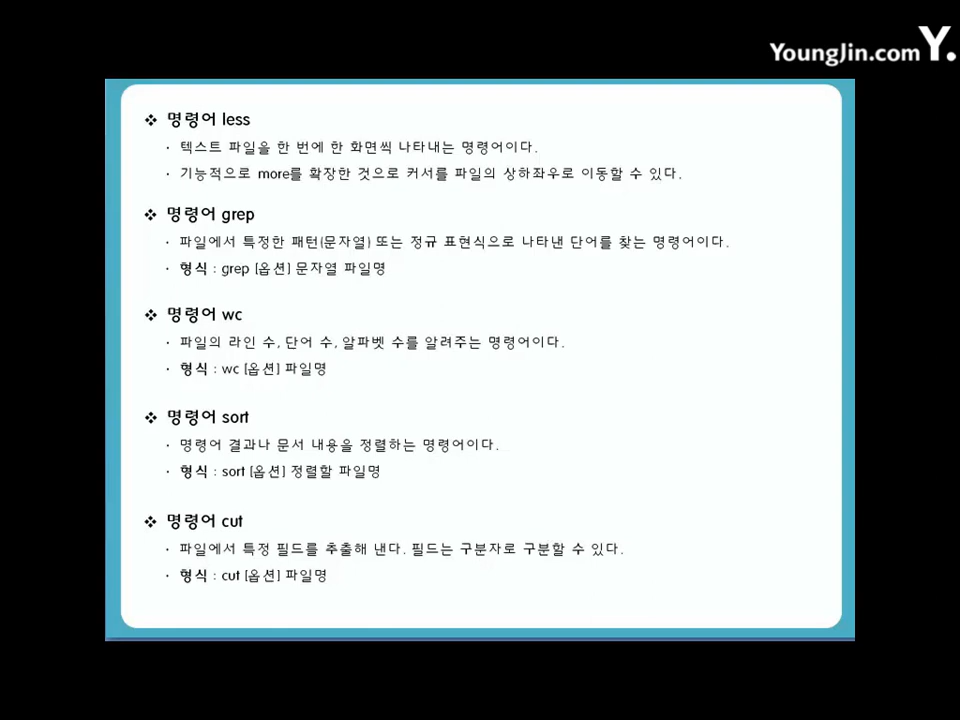 YoungJin.com Y.
❖ 명령어 less
· 텍스트 파일을 한 번에 한 화면씩 나타내는 명령어이다.
· 기능적으로 more를 확장한 것으로 커서를 파일의 상하좌우로 이동할 수 있다.
❖ 명령어 grep
· 파일에서 특정한 패턴(문자열) 또는 정규 표현식으로 나타낸 단어를 찾는 명령어이다.
· 형식 : grep [옵션] 문자열 파일명
❖ 명령어 wc
· 파일의 라인 수, 단어 수, 알파벳 수를 알려주는 명령어이다.
· 형식 : wc [옵션] 파일명
❖ 명령어 sort
· 명령어 결과나 문서 내용을 정렬하는 명령어이다.
· 형식 : sort [옵션] 정렬할 파일명
❖ 명령어 cut
· 파일에서 특정 필드를 추출해 낸다. 필드는 구분자로 구분할 수 있다.
· 형식 : cut [옵션] 파일명